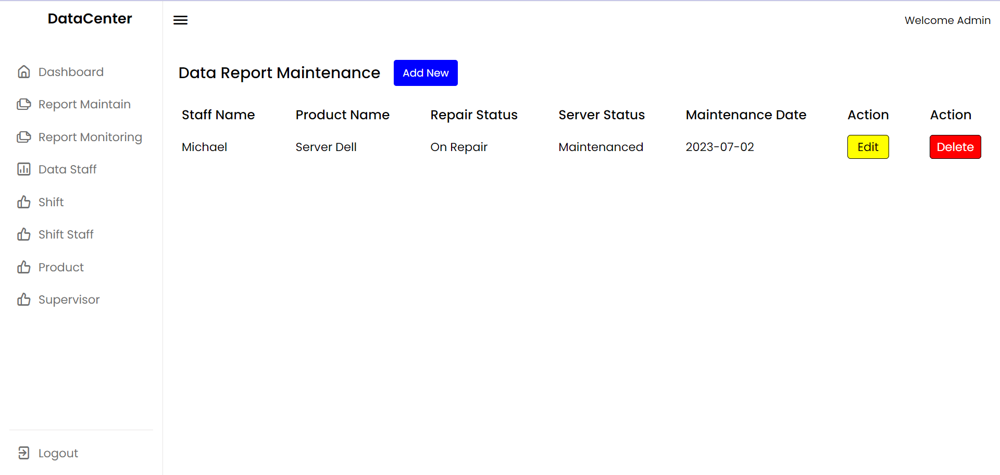 DataCenter
Welcome Admin
Dashboard
Report Maintain
Report Monitoring
Data Staff
Shift
Shift Staff
Product
Supervisor
Logout
Data Report Maintenance Add New
Staff Name Product Name Repair Status Server Status Maintenance Date Action Action
Michael Server Dell On Repair Maintenanced 2023-07-02 Edit Delete